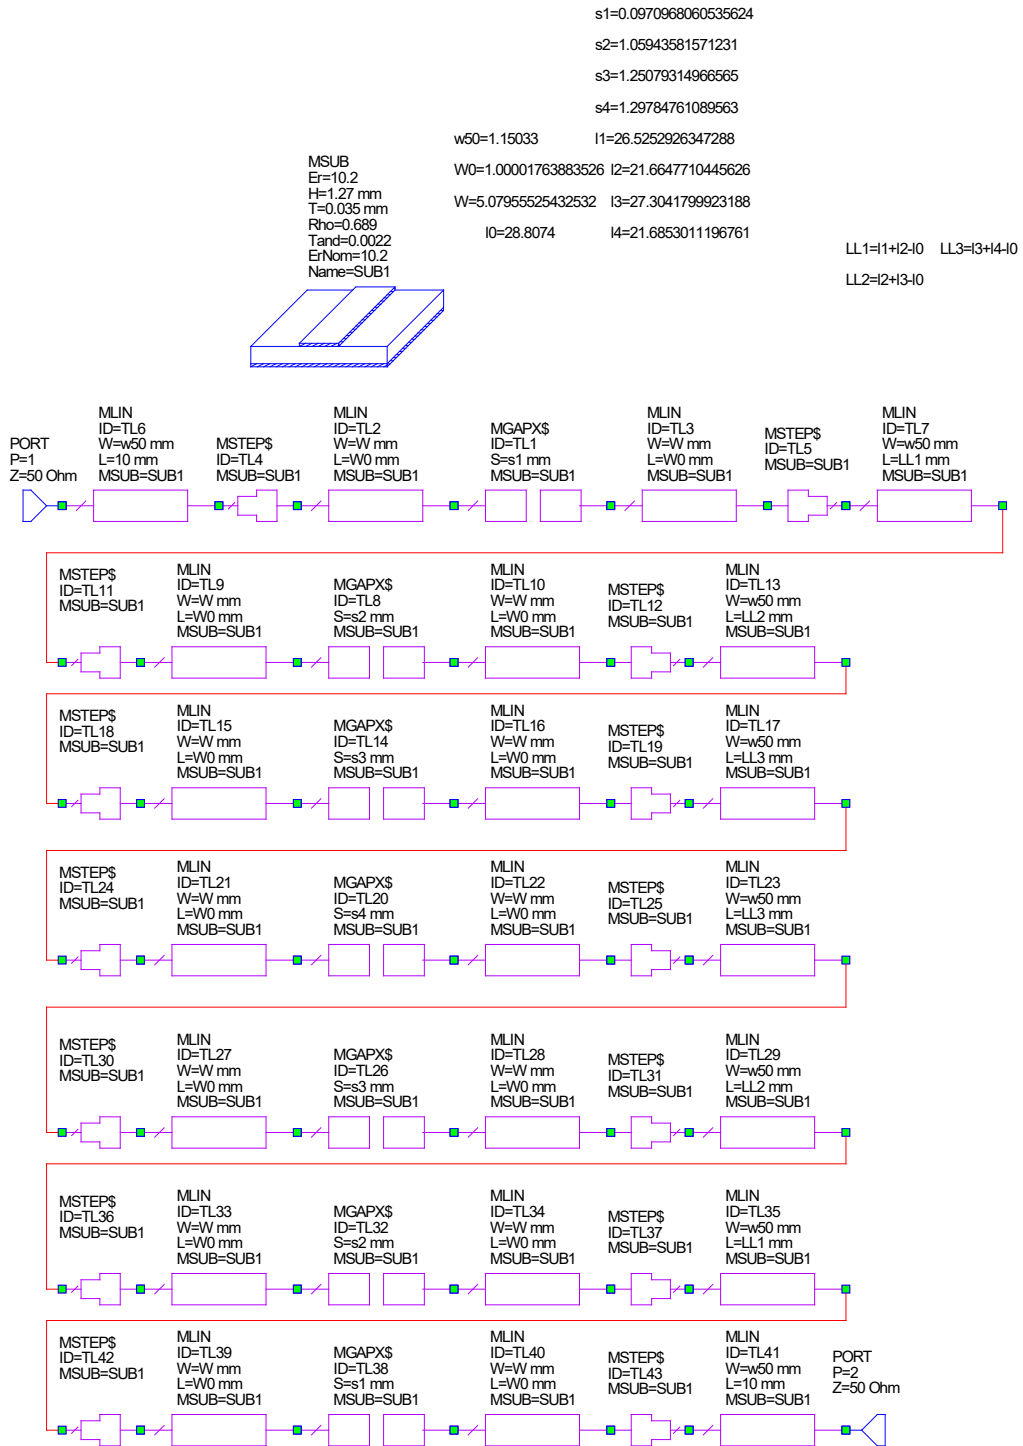 s1=0.0970968060535624
s2=1.05943581571231
s3=1.25079314966565
s4=1.29784761089563
w50=1.15033
l1=26.5252926347288
W0=1.00001763883526
l2=21.6647710445626
W=5.07955525432532
l3=27.3041799923188
l0=28.8074
l4=21.6853011196761
LL1=l1+l2-l0
LL3=l3+l4-l0
LL2=l2+l3-l0
MSUB
Er=10.2
H=1.27 mm
T=0.035 mm
Rho=0.689
Tand=0.0022
ErNom=10.2
Name=SUB1
PORT
P=1
Z=50 Ohm
MLIN
ID=TL6
W=w50 mm
L=10 mm
MSUB=SUB1
MSTEP$
ID=TL4
MSUB=SUB1
MLIN
ID=TL2
W=W mm
L=W0 mm
MSUB=SUB1
MGAPX$
ID=TL1
S=s1 mm
MSUB=SUB1
MLIN
ID=TL3
W=W mm
L=W0 mm
MSUB=SUB1
MSTEP$
ID=TL5
MSUB=SUB1
MLIN
ID=TL7
W=w50 mm
L=LL1 mm
MSUB=SUB1
MSTEP$
ID=TL11
MSUB=SUB1
MLIN
ID=TL9
W=W mm
L=W0 mm
MSUB=SUB1
MGAPX$
ID=TL8
S=s2 mm
MSUB=SUB1
MLIN
ID=TL10
W=W mm
L=W0 mm
MSUB=SUB1
MSTEP$
ID=TL12
MSUB=SUB1
MLIN
ID=TL13
W=w50 mm
L=LL2 mm
MSUB=SUB1
MSTEP$
ID=TL18
MSUB=SUB1
MLIN
ID=TL15
W=W mm
L=W0 mm
MSUB=SUB1
MGAPX$
ID=TL14
S=s3 mm
MSUB=SUB1
MLIN
ID=TL16
W=W mm
L=W0 mm
MSUB=SUB1
MSTEP$
ID=TL19
MSUB=SUB1
MLIN
ID=TL17
W=w50 mm
L=LL3 mm
MSUB=SUB1
MSTEP$
ID=TL24
MSUB=SUB1
MLIN
ID=TL21
W=W mm
L=W0 mm
MSUB=SUB1
MGAPX$
ID=TL20
S=s4 mm
MSUB=SUB1
MLIN
ID=TL22
W=W mm
L=W0 mm
MSUB=SUB1
MSTEP$
ID=TL25
MSUB=SUB1
MLIN
ID=TL23
W=w50 mm
L=LL3 mm
MSUB=SUB1
MSTEP$
ID=TL30
MSUB=SUB1
MLIN
ID=TL27
W=W mm
L=W0 mm
MSUB=SUB1
MGAPX$
ID=TL26
S=s3 mm
MSUB=SUB1
MLIN
ID=TL28
W=W mm
L=W0 mm
MSUB=SUB1
MSTEP$
ID=TL31
MSUB=SUB1
MLIN
ID=TL29
W=w50 mm
L=LL2 mm
MSUB=SUB1
MSTEP$
ID=TL36
MSUB=SUB1
MLIN
ID=TL33
W=W mm
L=W0 mm
MSUB=SUB1
MGAPX$
ID=TL32
S=s2 mm
MSUB=SUB1
MLIN
ID=TL34
W=W mm
L=W0 mm
MSUB=SUB1
MSTEP$
ID=TL37
MSUB=SUB1
MLIN
ID=TL35
W=w50 mm
L=LL1 mm
MSUB=SUB1
MSTEP$
ID=TL42
MSUB=SUB1
MLIN
ID=TL39
W=W mm
L=W0 mm
MSUB=SUB1
MGAPX$
ID=TL38
S=s1 mm
MSUB=SUB1
MLIN
ID=TL40
W=W mm
L=W0 mm
MSUB=SUB1
MSTEP$
ID=TL43
MSUB=SUB1
MLIN
ID=TL41
W=w50 mm
L=10 mm
MSUB=SUB1
PORT
P=2
Z=50 Ohm